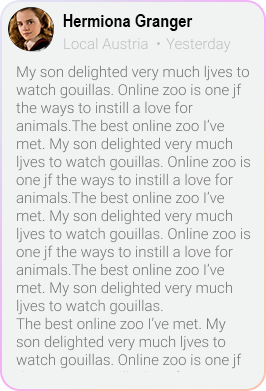 Hermiona Granger
Local Austria • Yesterday
My son delighted very much ljves to
watch gouillas. Online zoo is one jf
the ways to instill a love for
animals.The best online zoo I’ve
met. My son delighted very much
ljves to watch gouillas. Online zoo is
one jf the ways to instill a love for
animals.The best online zoo I’ve
met. My son delighted very much
ljves to watch gouillas. Online zoo is
one jf the ways to instill a love for
animals.The best online zoo I’ve
met. My son delighted very much
ljves to watch gouillas.
The best online zoo I’ve met. My
son delighted very much ljves to
watch gouillas. Online zoo is one jf